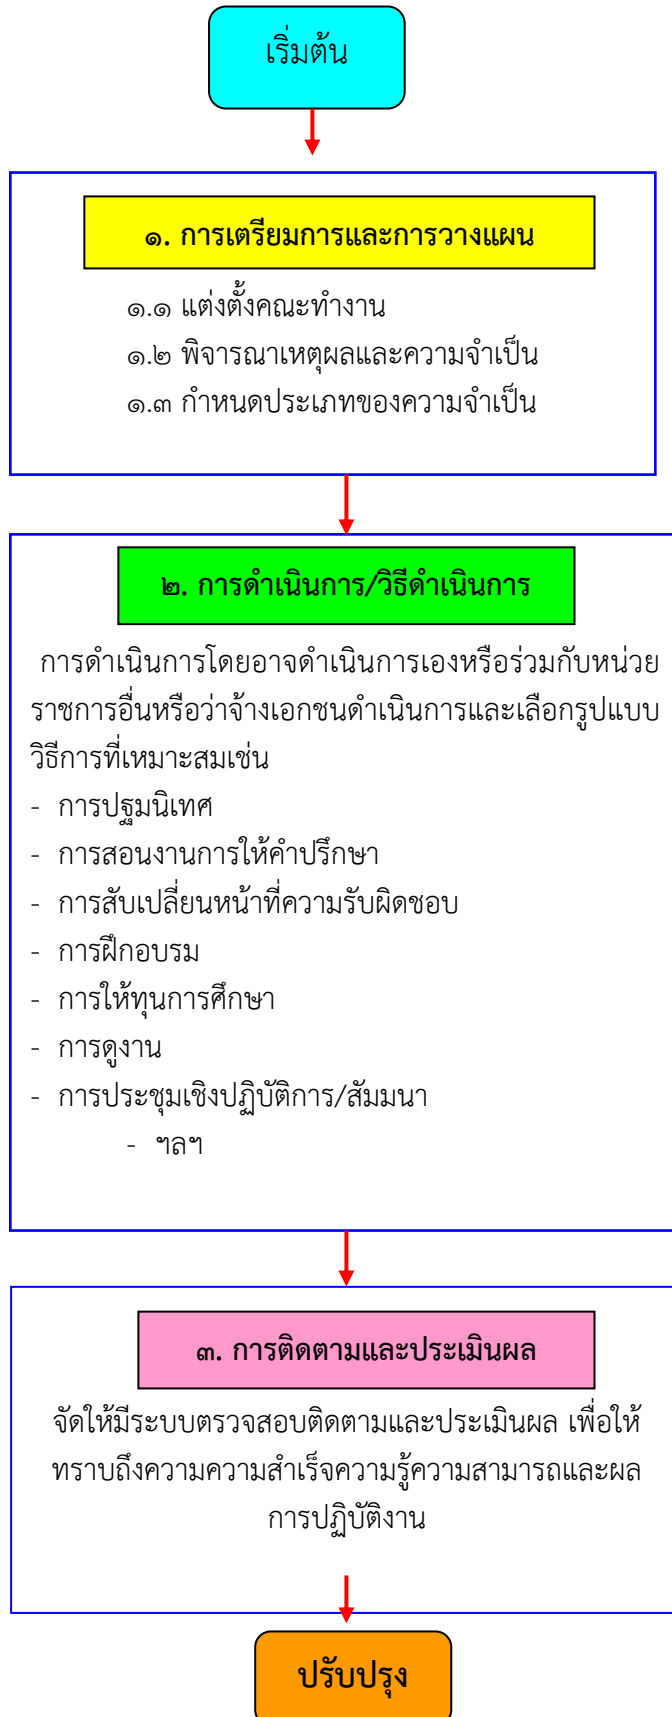 เริ่มต้น
๑. การเตรียมการและการวางแผน
๑.๑ แต่งตั้งคณะทำงาน
๑.๒ พิจารณาเหตุผลและความจำเป็น
๑.๓ กำหนดประเภทของความจำเป็น
๒. การดำเนินการ/วิธีดำเนินการ
การดำเนินการโดยอาจดำเนินการเองหรือร่วมกับหน่วย
ราชการอื่นหรือว่าจ้างเอกชนดำเนินการและเลือกรูปแบบ
วิธีการที่เหมาะสมเช่น
- การปฐมนิเทศ
- การสอนงานการให้คำปรึกษา
- การสับเปลี่ยนหน้าที่ความรับผิดชอบ
- การฝึกอบรม
- การให้ทุนการศึกษา
- การดูงาน
- การประชุมเชิงปฏิบัติการ/สัมมนา
- ฯลฯ
๓. การติดตามและประเมินผล
จัดให้มีระบบตรวจสอบติดตามและประเมินผล เพื่อให้
ทราบถึงความความสำเร็จความรู้ความสามารถและผล
การปฏิบัติงาน
ปรับปรุง